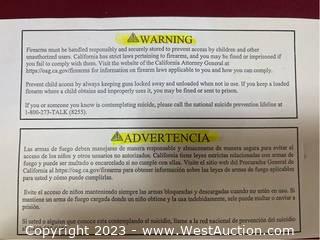 WARNING
Firearms must be handled responsibly and securely stored to prevent access by children and other
unauthorized users. California has strict laws pertaining to firearms, and you may be fined or imprisoned if
you fail to comply with them. Visit the website of the California Attorney General at
https://oag.ca.gov/firearms for information on firearm laws applicable to you and how you can comply.
Prevent child access by always keeping guns locked away and unloaded when not in use. If you keep a loaded
firearm where a child obtains and improperly uses it, you may be fined or sent to prison.
If you or someone you know is contemplating suicide, please call the national suicide prevention lifeline at
1-800-273-TALK (8255).
ADVERTENCIA
Las armas de fuego deben manejarse de manera responsable y almacenarse de manera segura para evitar el
acceso de los niños y otros usuarios no autorizados. California tiene leyes estrictas relacionadas con armas de
fuego y puede ser multado o encarcelado si no cumple con ellas. Visite el sitio web del Procurador General de
California al https://oag.ca.gov/firearms para obtener información sobre las leyes de armas de fuego aplicables
para usted y cómo puede cumplirlas.
Evite el acceso de niños manteniendo siempre las armas bloqueadas y descargadas cuando no estén en uso. Si
mantiene un arma de fuego cargada donde un niño obtiene y la usa indebidamente, sele puede multar o enviar a
prisión.
Si usted o alguien que conoce esta contemplando el suicidio, llame a la red nacional de prevención del suicidio
Copyright 2023 - www.bidcal.com